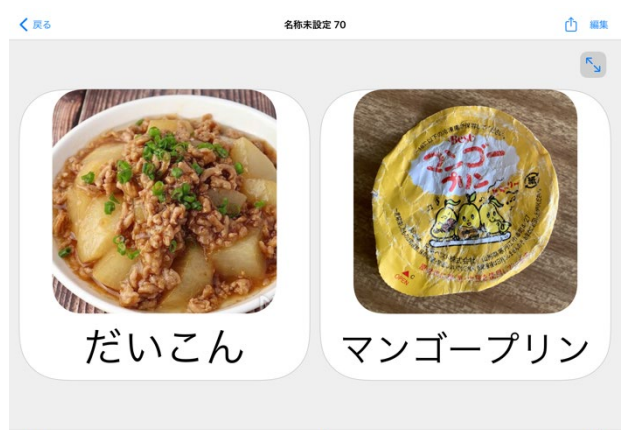 戻る
名称未設定 70
編集
マンゴー
プリン
だいこん
マンゴープリン